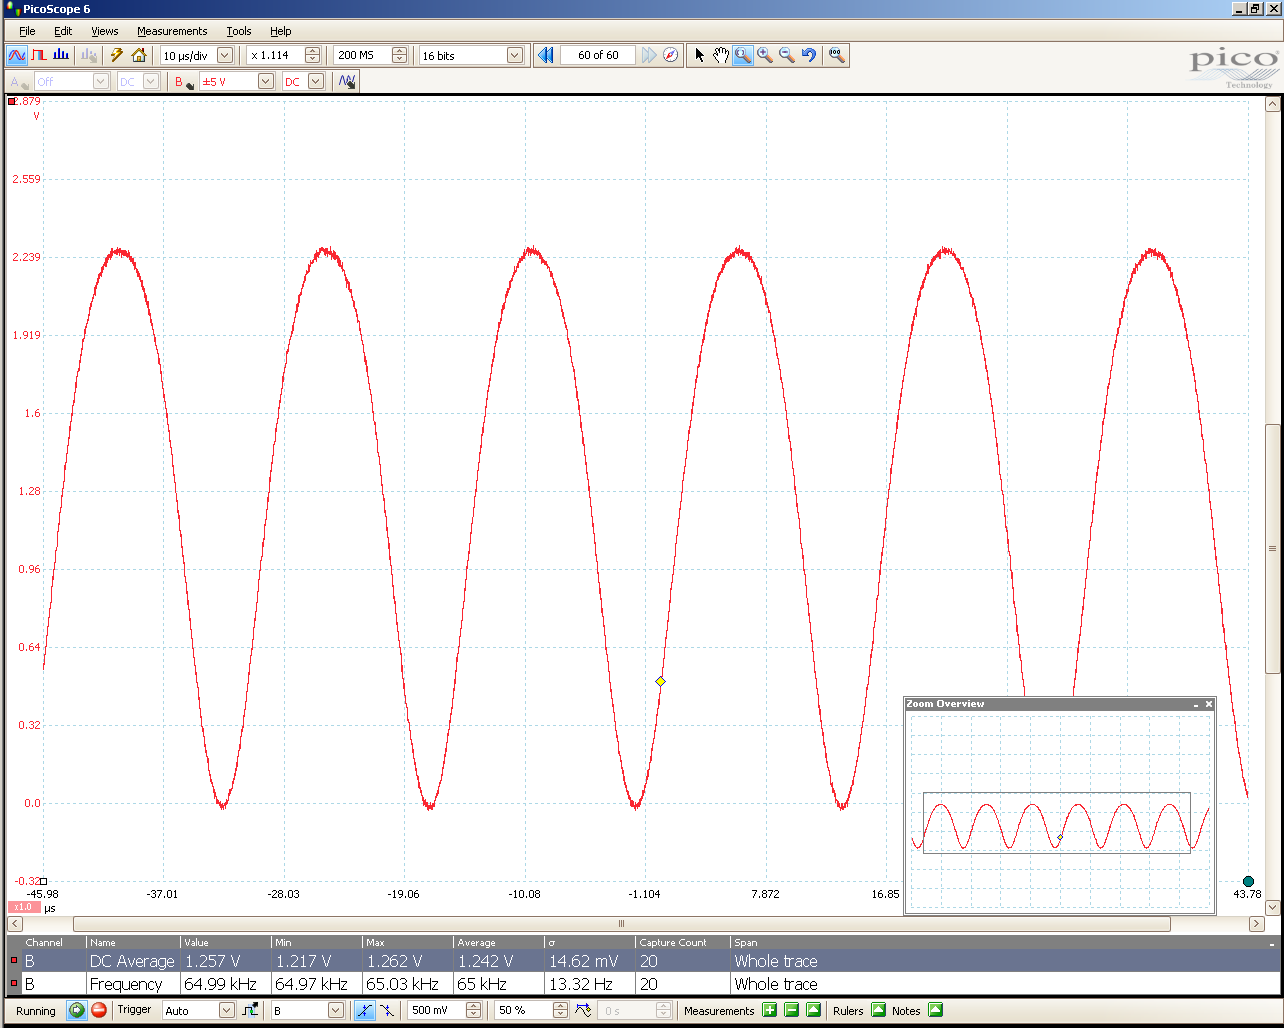 PicoScope 6
File Edit Views Measurements Tools Help
10 µs/div x 1.114 200 MS 16 bits 60 of 60
pico
Technology
A Off DC B ±5 V DC
2.879
V
2.559
2.239
1.919
1.6
1.28
0.96
0.64
0.32
0.0
-0.32
Zoom Overview
-45.98 -37.01 -28.03 -19.06 -10.08 -1.104 7.872 16.85 43.78
x1.0 µs
Channel Name Value Min Max Average σ Capture Count Span
B DC Average 1.257 V 1.217 V 1.262 V 1.242 V 14.62 mV 20 Whole trace
B Frequency 64.99 kHz 64.97 kHz 65.03 kHz 65 kHz 13.32 Hz 20 Whole trace
Running Trigger Auto B 500 mV 50 % 0 s Measurements Rulers Notes